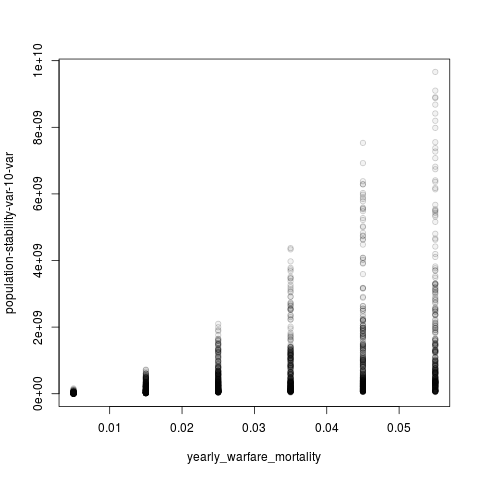 1e+10
8e+09
6e+09
4e+09
2e+09
0e+00
population-stability-var-10-var
0.01 0.02 0.03 0.04 0.05
yearly_warfare_mortality